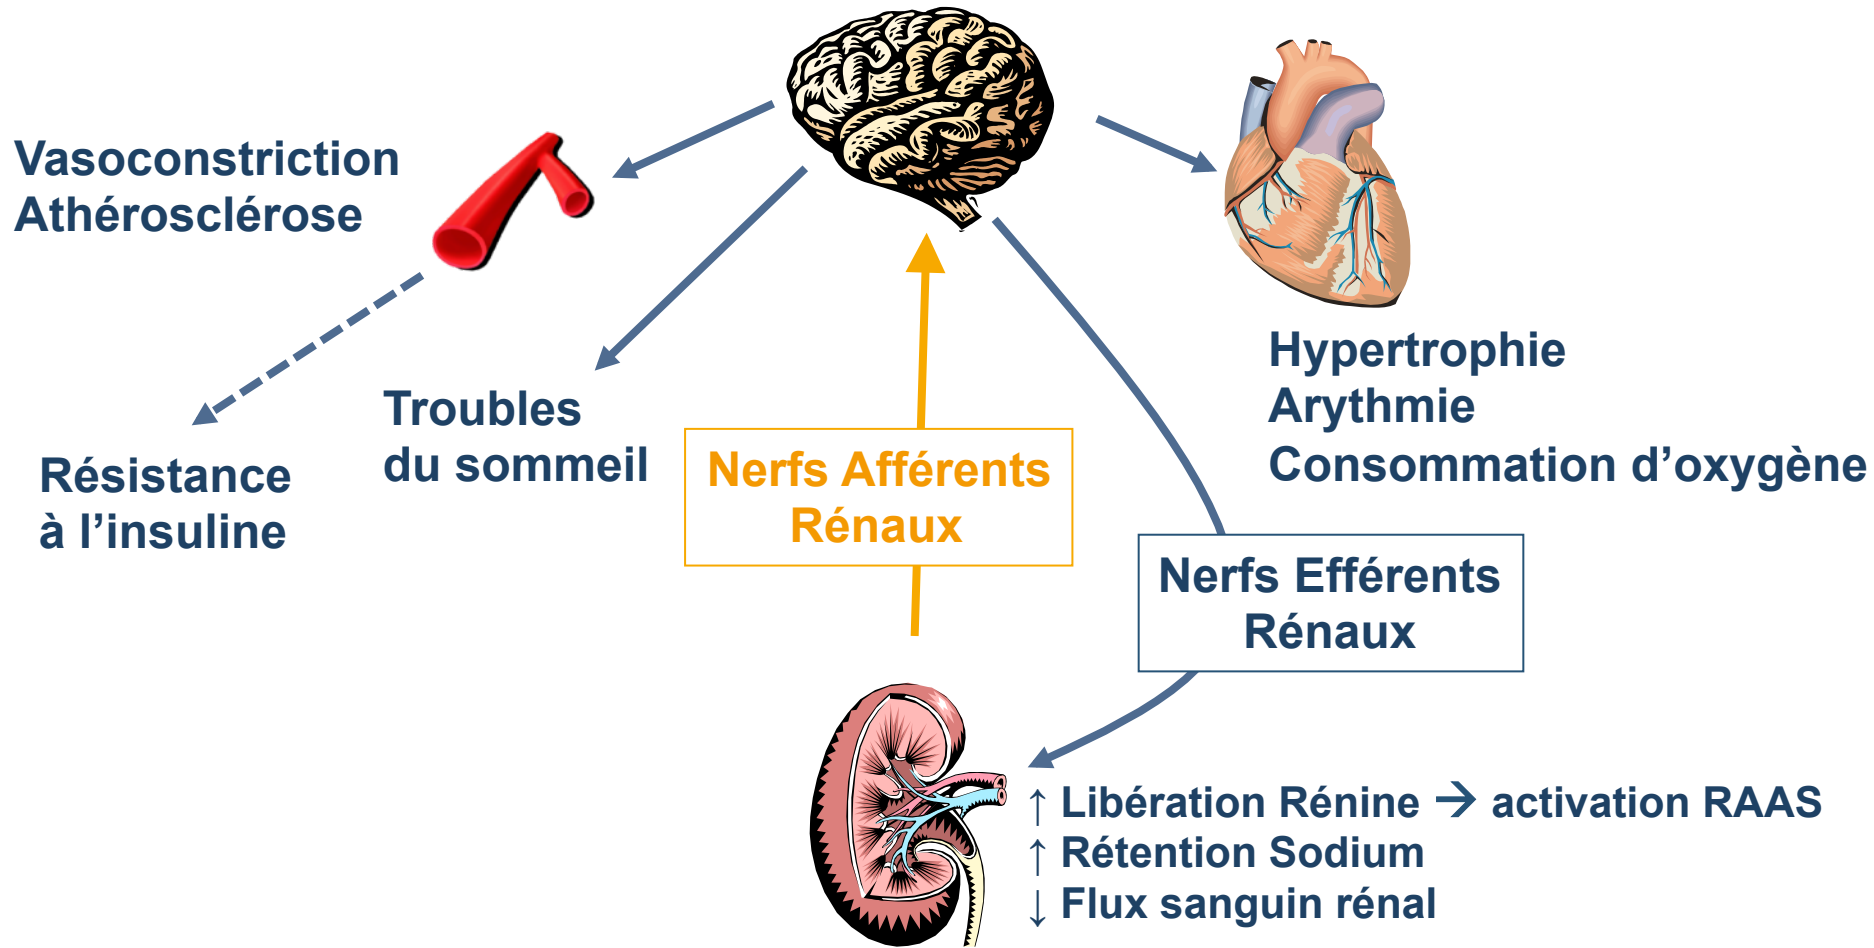 Vasoconstriction
Athérosclérose
Résistance
à l’insuline
Troubles
du sommeil
Nerfs Afférents
Rénaux
Hypertrophie
Arythmie
Consommation d’oxygène
Nerfs Efférents
Rénaux
↑ Libération Rénine → activation RAAS
↑ Rétention Sodium
↓ Flux sanguin rénal